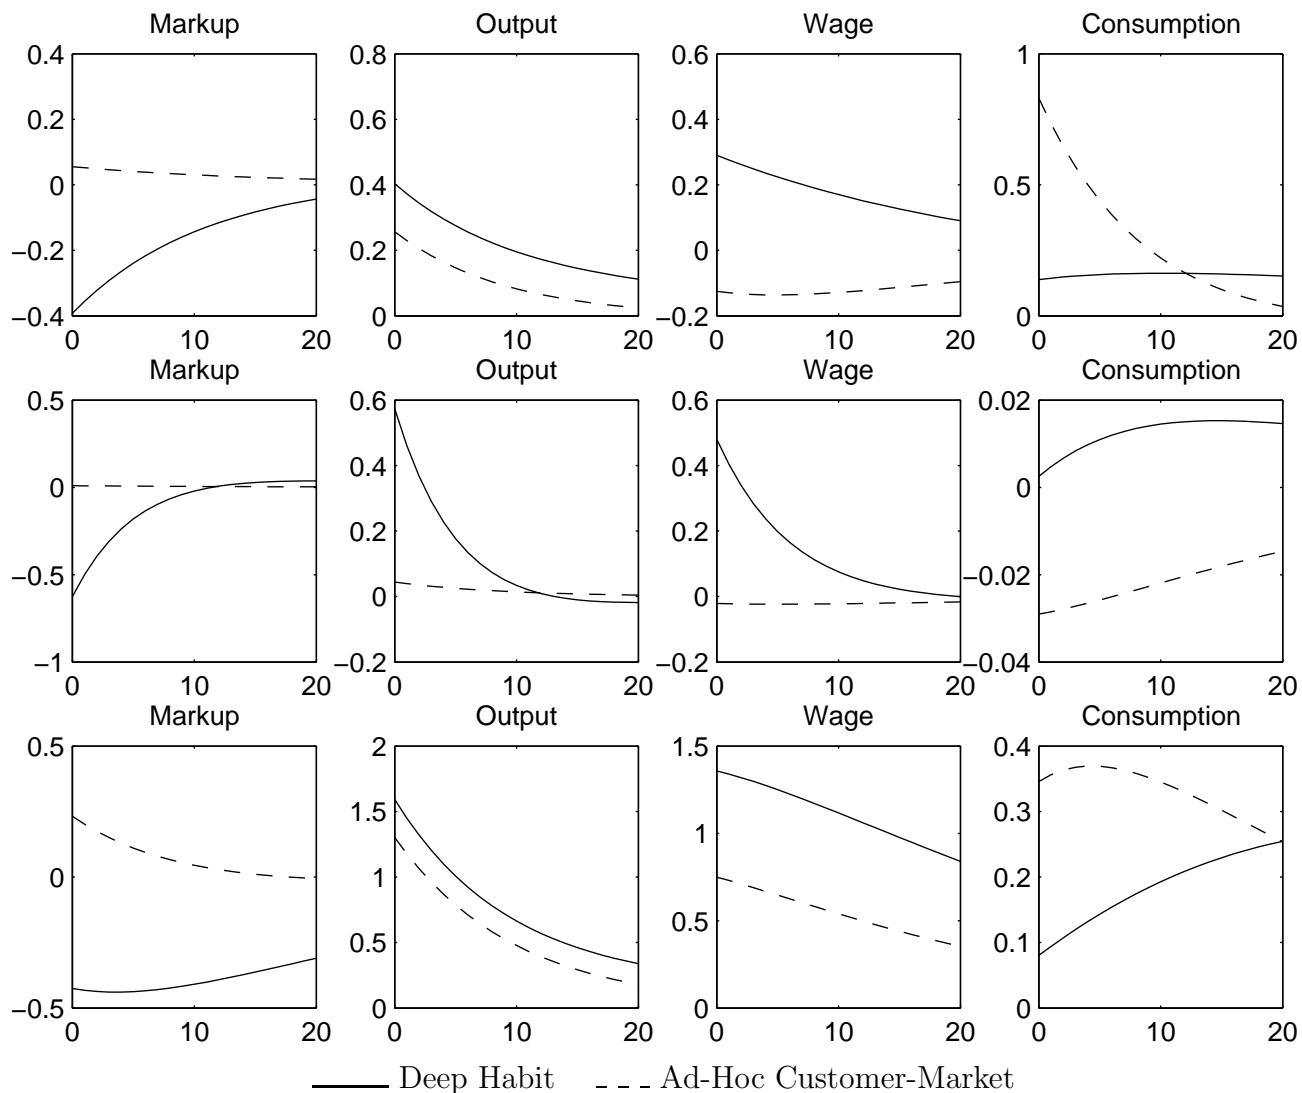 Markup Output Wage Consumption
0.4 0.8 0.6 1
0.2 0.6 0.4
0 0.4 0.2 0.5
−0.2 0.2 0
−0.4 0 −0.2 0
0 10 20 0 10 20 0 10 20 0 10 20
Markup Output Wage Consumption
0.5 0.6 0.6 0.02
0.4 0.4
0 0
0.2 0.2
−0.5 −0.02
0 0
−1 −0.2 −0.2 −0.04
0 10 20 0 10 20 0 10 20 0 10 20
Markup Output Wage Consumption
0.5 2 1.5 0.4
1.5 0.3
1
0 1 0.2
0.5
0.5 0.1
−0.5 0 0 0
0 10 20 0 10 20 0 10 20 0 10 20
Deep Habit Ad-Hoc Customer-Market